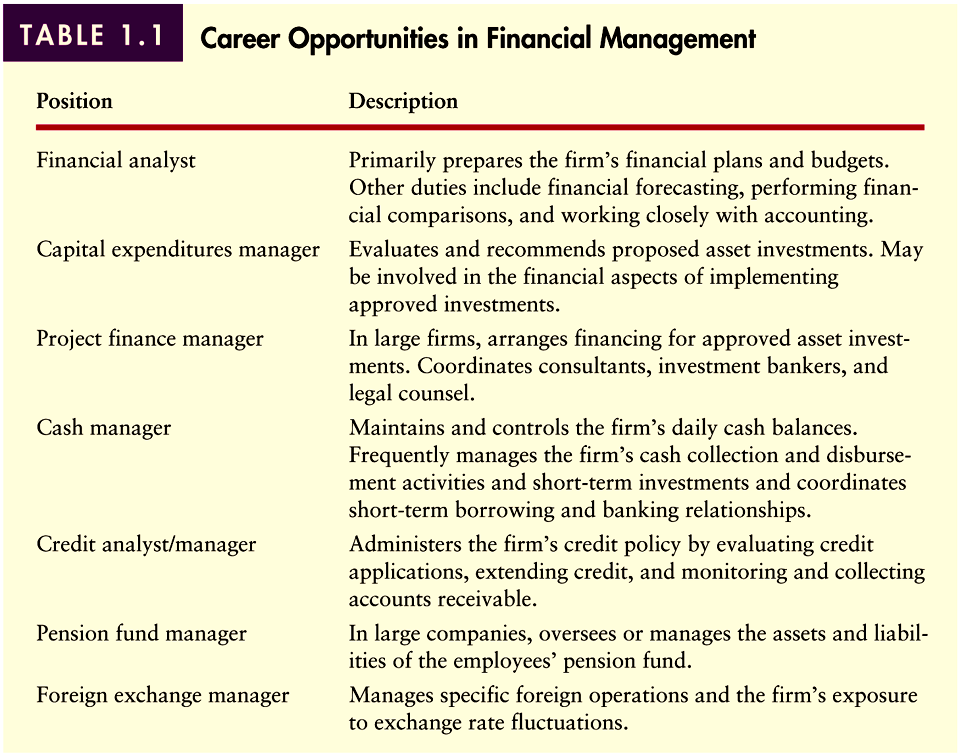 TABLE 1.1 Career Opportunities in Financial Management
Position Description
Financial analyst Primarily prepares the firm’s financial plans and budgets.
Other duties include financial forecasting, performing finan-
cial comparisons, and working closely with accounting.
Capital expenditures manager Evaluates and recommends proposed asset investments. May
be involved in the financial aspects of implementing
approved investments.
Project finance manager In large firms, arranges financing for approved asset invest-
ments. Coordinates consultants, investment bankers, and
legal counsel.
Cash manager Maintains and controls the firm’s daily cash balances.
Frequently manages the firm’s cash collection and disburse-
ment activities and short-term investments and coordinates
short-term borrowing and banking relationships.
Credit analyst/manager Administers the firm’s credit policy by evaluating credit
applications, extending credit, and monitoring and collecting
accounts receivable.
Pension fund manager In large companies, oversees or manages the assets and liabil-
ities of the employees’ pension fund.
Foreign exchange manager Manages specific foreign operations and the firm’s exposure
to exchange rate fluctuations.